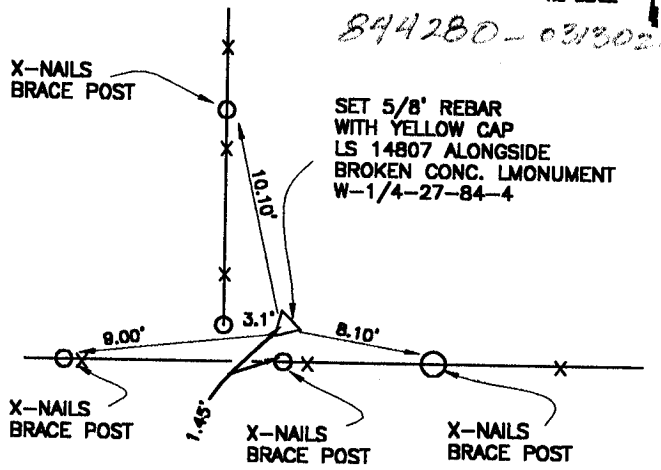 844280-031302
X-NAILS
BRACE POST
SET 5/8' REBAR
WITH YELLOW CAP
LS 14807 ALONGSIDE
BROKEN CONC. LMONUMENT
W-1/4-27-84-4
10.10'
3.1'
9.00'
8.10'
1.45'
X-NAILS
BRACE POST
X-NAILS
BRACE POST
X-NAILS
BRACE POST